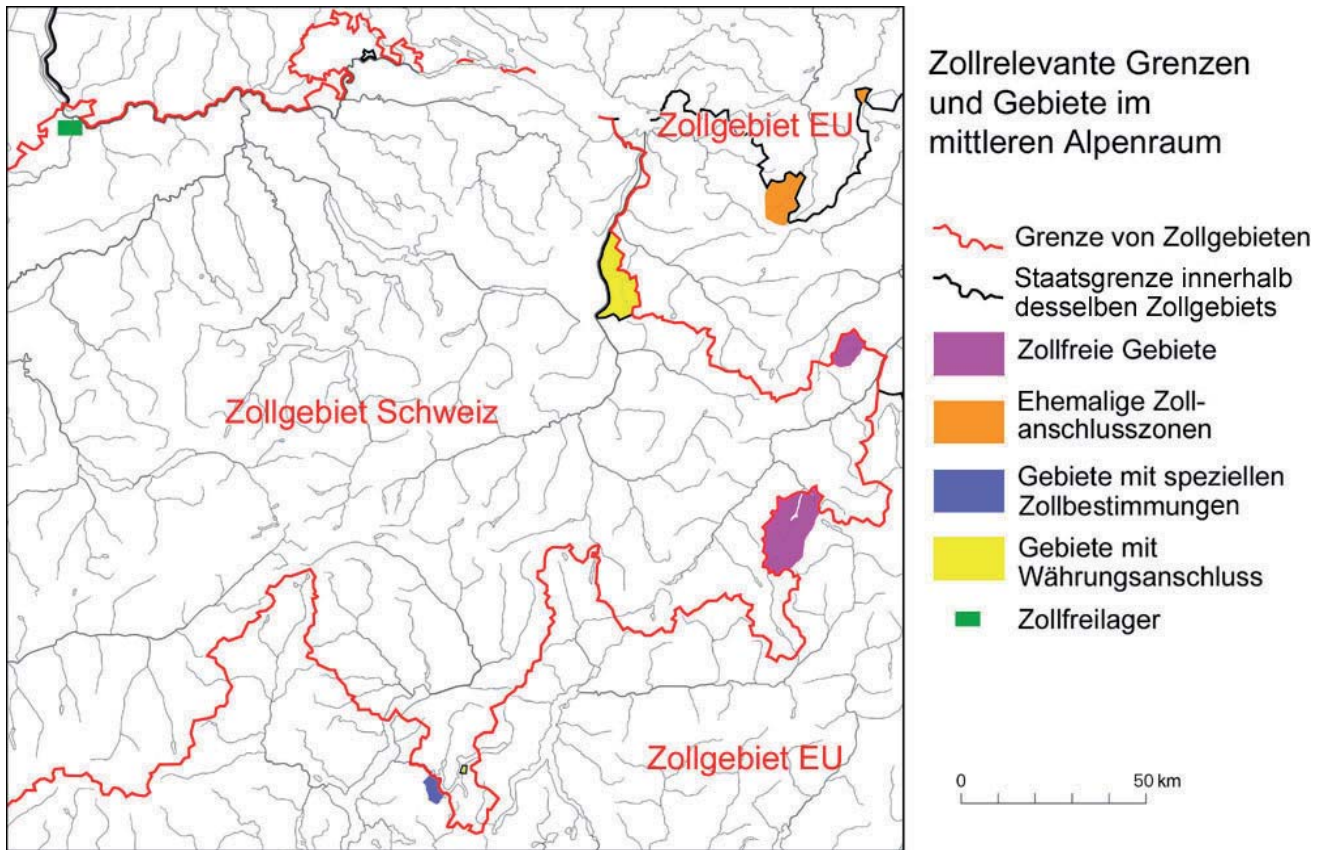 Zollrelevante Grenzen
und Gebiete im
mittleren Alpenraum
Zollgebiet EU
Zollgebiet Schweiz
Zollgebiet EU
Grenze von Zollgebieten
Staatsgrenze innerhalb
desselben Zollgebiets
Zollfreie Gebiete
Ehemalige Zoll-
anschlusszonen
Gebiete mit speziellen
Zollbestimmungen
Gebiete mit
Währungsanschluss
Zollfreilager
0 50 km